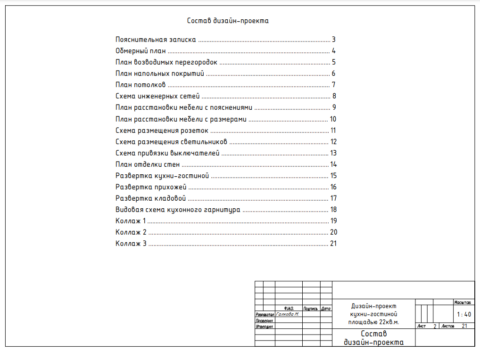 Состав дизайн-проекта
Пояснительная записка 3
Обмерный план 4
План возводимых перегородок 5
План напольных покрытий 6
План потолков 7
Схема инженерных сетей 8
План расстановки мебели с пояснениями 9
План расстановки мебели с размерами 10
Схема размещения розеток 11
Схема размещения светильников 12
Схема привязки выключателей 13
План отделки стен 14
Развертка кухни-гостиной 15
Развертка прихожей 16
Развертка кладовой 17
Видовая схема кухонного гарнитура 18
Коллаж 1 19
Коллаж 2 20
Коллаж 3 21
Ф.И.О. Подпись Дата
Разработал
Дизайн-проект
кухни-гостиной
площадью 22кв.м.
Масштаб
1:40
Лист 2 Листов 21
Состав
дизайн-проекта